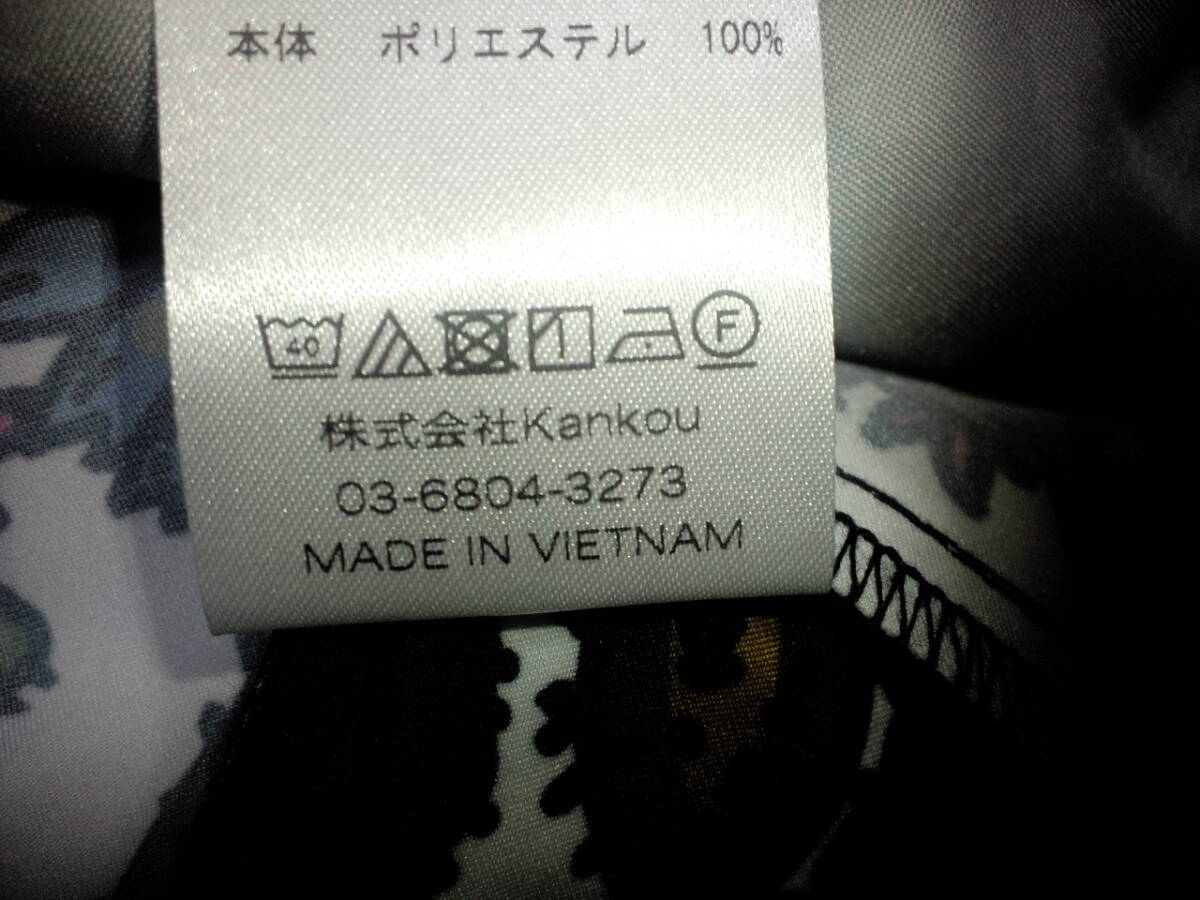 本体 ポリエステル 100%
40 F
株式会社Kankou
03-6804-3273
MADE IN VIETNAM